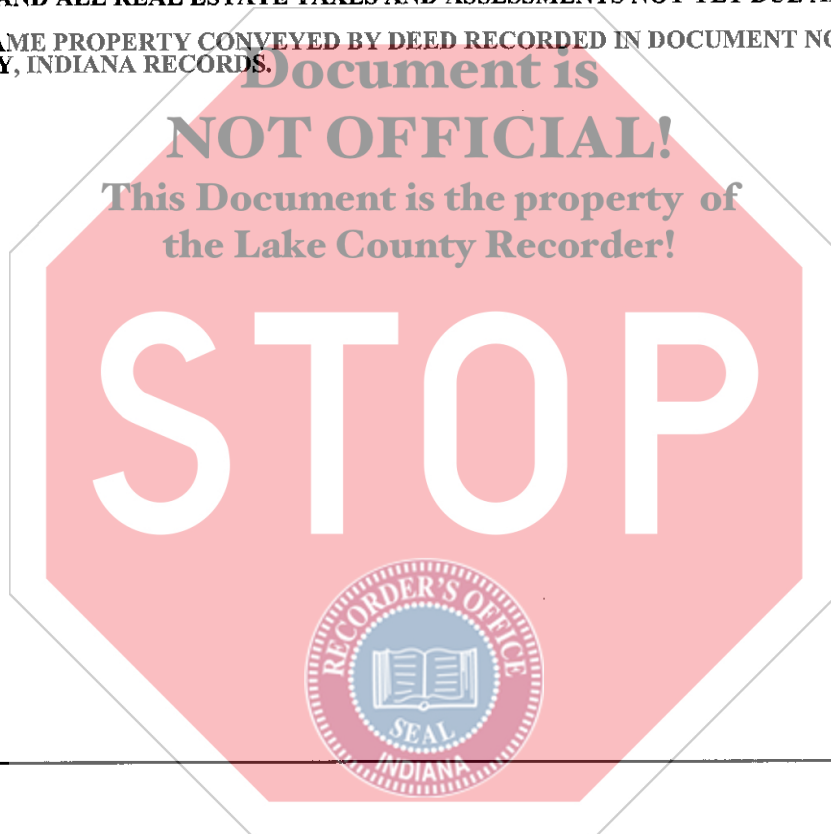 AND ALL REAL ESTATE TAXES AND ASSESSMENTS NOT YET DUE
AME PROPERTY CONVEYED BY DEED RECORDED IN DOCUMENT NO
Y, INDIANA RECORDS.
Document is
NOT OFFICIAL!
This Document is the property of
the Lake County Recorder!
STOP
RECORDER'S OFFICE
SEAL
INDIANA